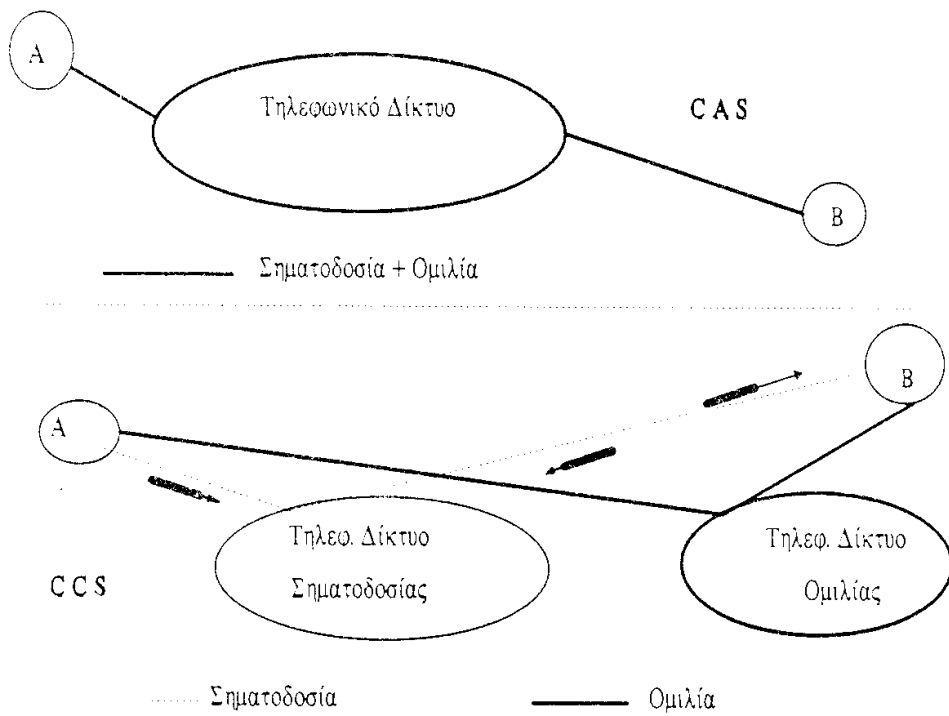 A
Τηλεφωνικό Δίκτυο
CAS
B
Σηματοδοσία + Ομιλία
B
A
Τηλεφ. Δίκτυο
Σηματοδοσίας
Τηλεφ. Δίκτυο
Ομιλίας
CCS
Σηματοδοσία
Ομιλία